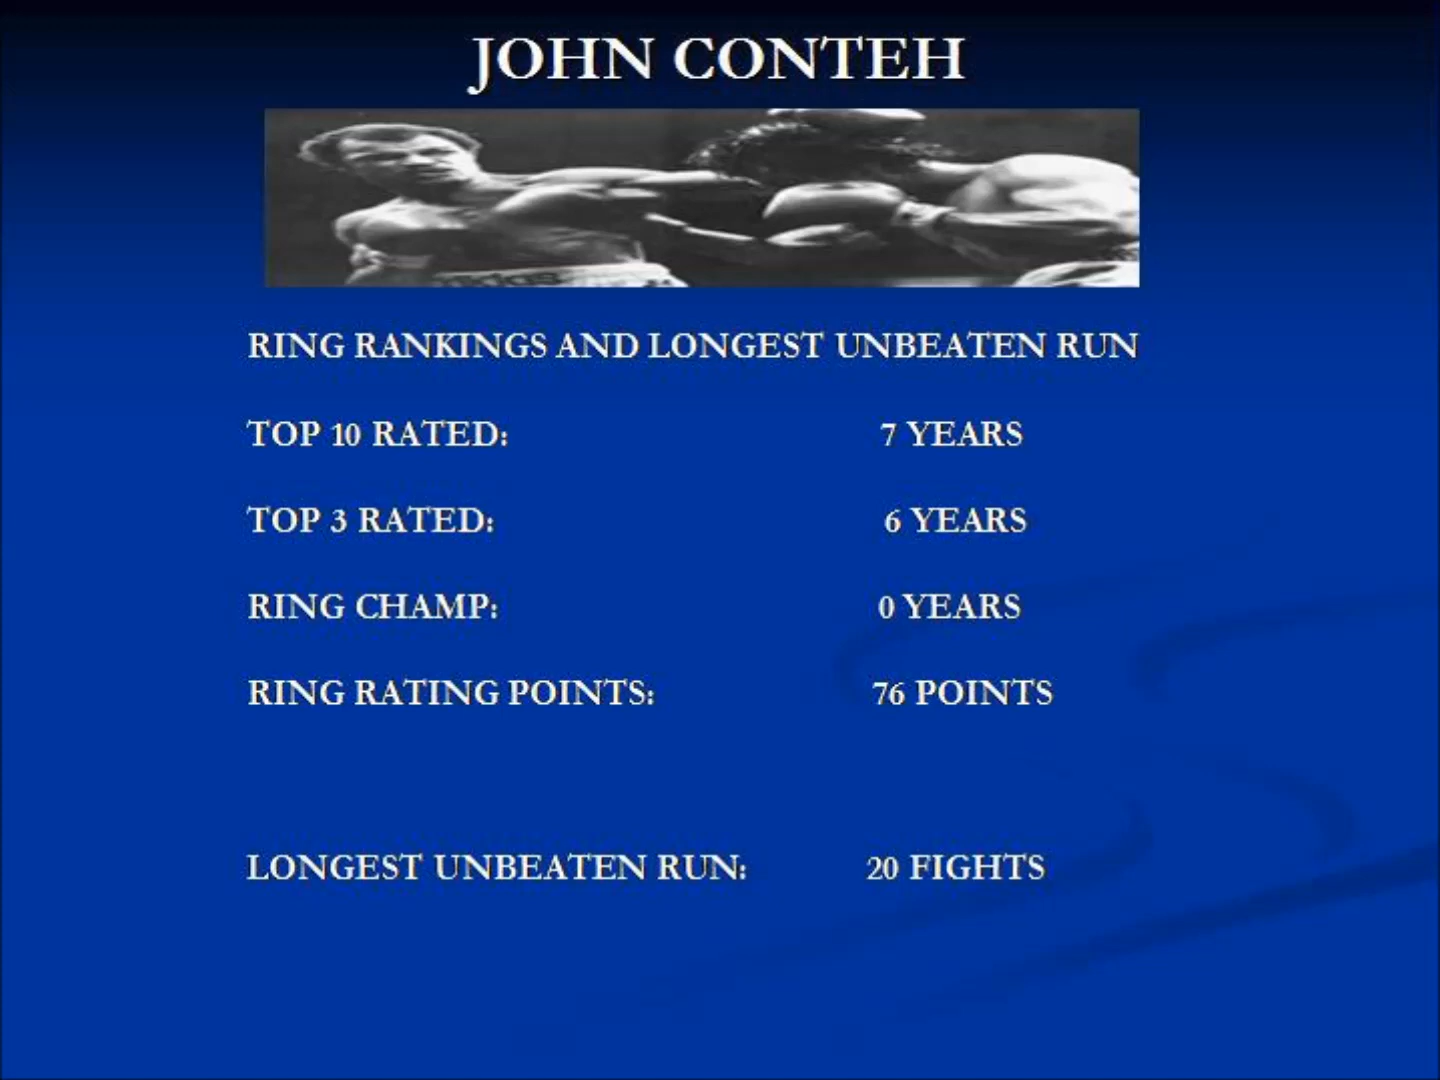 JOHN CONTEH
adidas
RING RANKINGS AND LONGEST UNBEATEN RUN
TOP 10 RATED: 7 YEARS
TOP 3 RATED: 6 YEARS
RING CHAMP: 0 YEARS
RING RATING POINTS: 76 POINTS
LONGEST UNBEATEN RUN: 20 FIGHTS